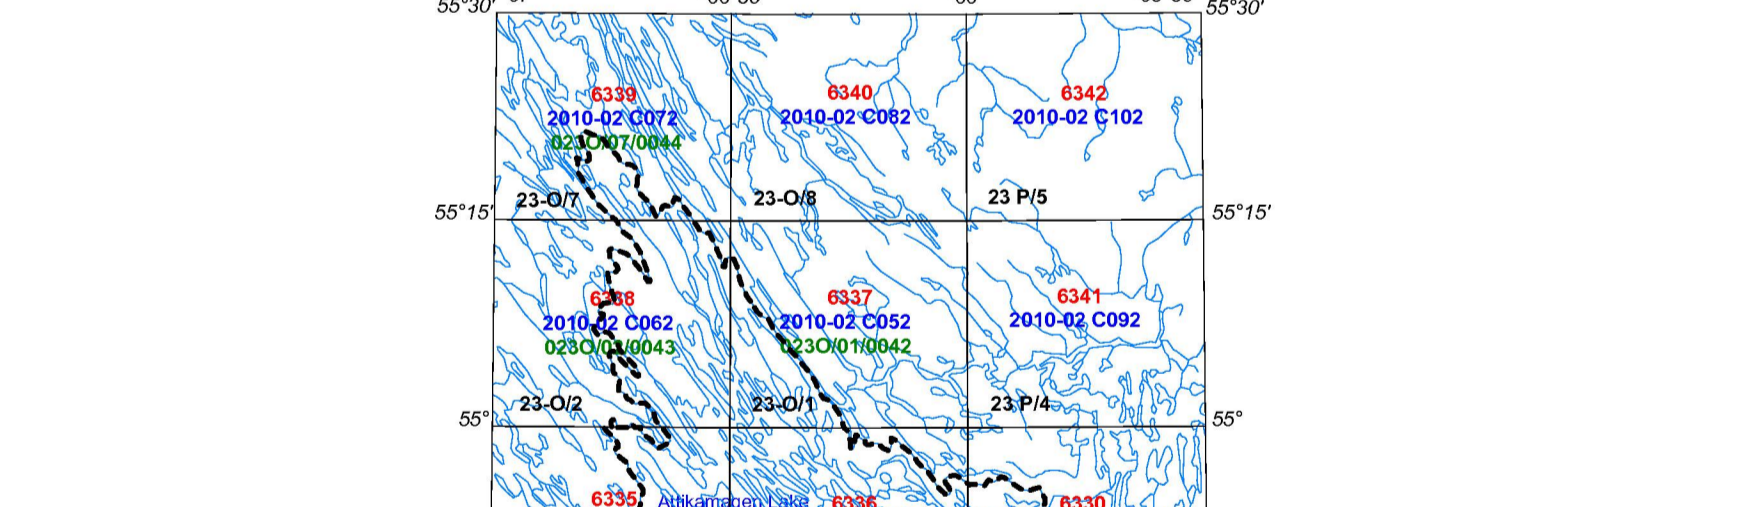 55°30'
55°30'
6339
2010-02 C072
023O/07/0044
6340
2010-02 C082
6342
2010-02 C102
23-O/7
23-O/8
23 P/5
55°15'
55°15'
6338
2010-02 C062
6337
2010-02 C052
023O/01/0042
6341
2010-02 C092
23-O/2
23-O/1
23 P/4
55°
55°
6335
Attikamagen Lake
6336
6330